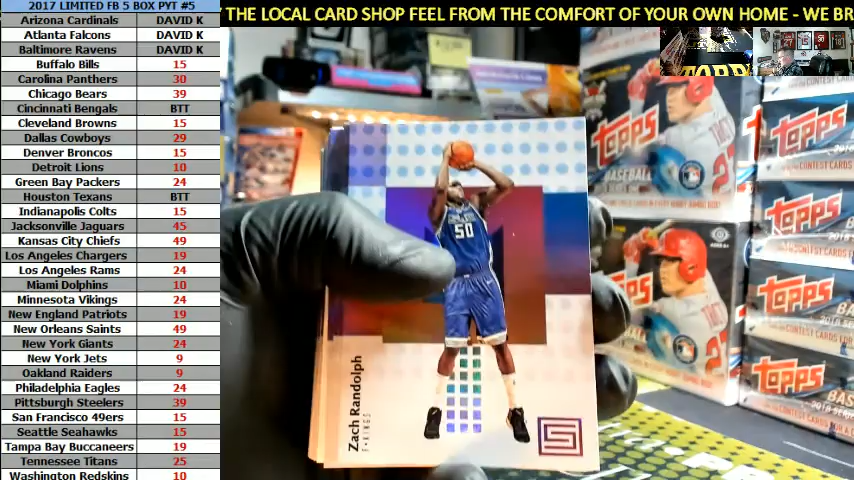 2017 LIMITED FB 5 BOX PYT #5
Arizona Cardinals DAVID K
Atlanta Falcons DAVID K
Baltimore Ravens DAVID K
Buffalo Bills 15
Carolina Panthers 30
Chicago Bears 39
Cincinnati Bengals BTT
Cleveland Browns 15
Dallas Cowboys 29
Denver Broncos 15
Detroit Lions 10
Green Bay Packers 24
Houston Texans BTT
Indianapolis Colts 15
Jacksonville Jaguars 45
Kansas City Chiefs 49
Los Angeles Chargers 19
Los Angeles Rams 24
Miami Dolphins 10
Minnesota Vikings 24
New England Patriots 19
New Orleans Saints 49
New York Giants 24
New York Jets 9
Oakland Raiders 9
Philadelphia Eagles 24
Pittsburgh Steelers 39
San Francisco 49ers 15
Seattle Seahawks 15
Tampa Bay Buccaneers 19
Tennessee Titans 25
Washington Redskins 10
THE LOCAL CARD SHOP FEEL FROM THE COMFORT OF YOUR OWN HOME - WE BR
50
Zach Randolph
KINGS
topps
BASEBALL
27
topps
topps
topps
topps